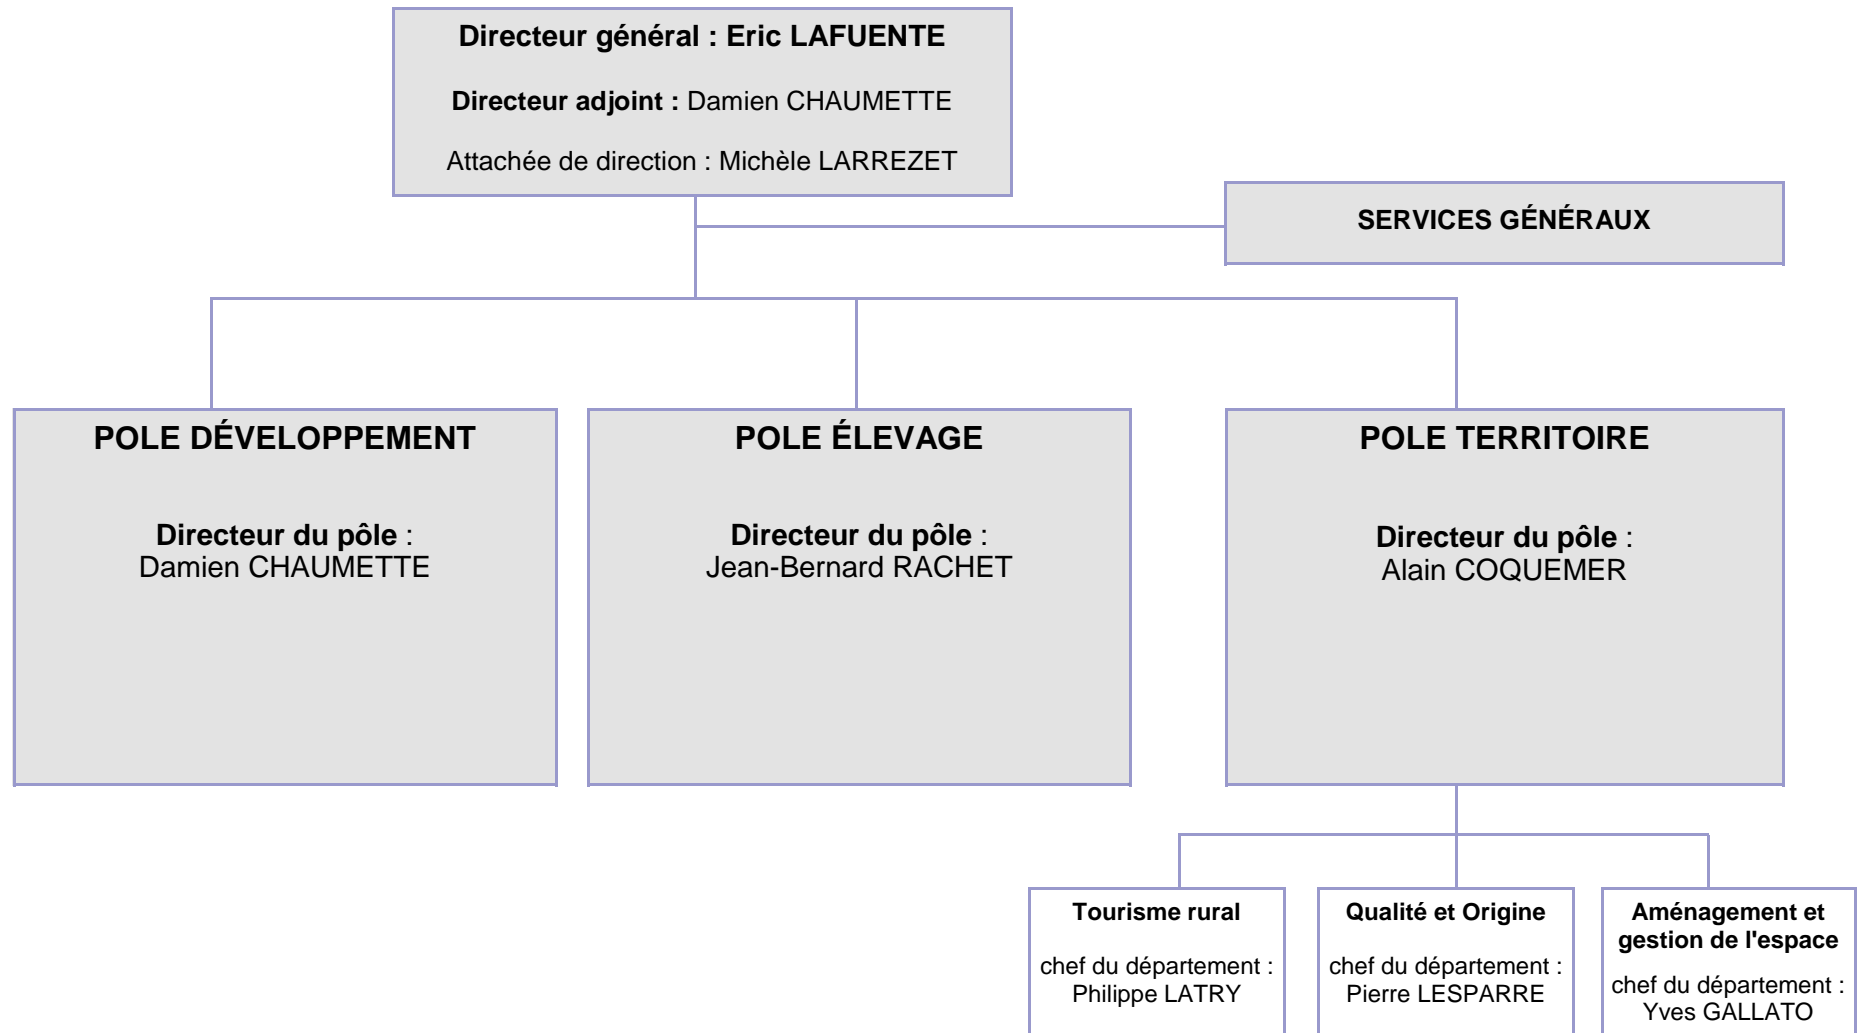 Directeur général : Eric LAFUENTE
Directeur adjoint : Damien CHAUMETTE
Attachée de direction : Michèle LARREZET
SERVICES GÉNÉRAUX
POLE DÉVELOPPEMENT
Directeur du pôle :
Damien CHAUMETTE
POLE ÉLEVAGE
Directeur du pôle :
Jean-Bernard RACHET
POLE TERRITOIRE
Directeur du pôle :
Alain COQUEMER
Tourisme rural
chef du département :
Philippe LATRY
Qualité et Origine
chef du département :
Pierre LESPARRE
Aménagement et
gestion de l'espace
chef du département :
Yves GALLATO